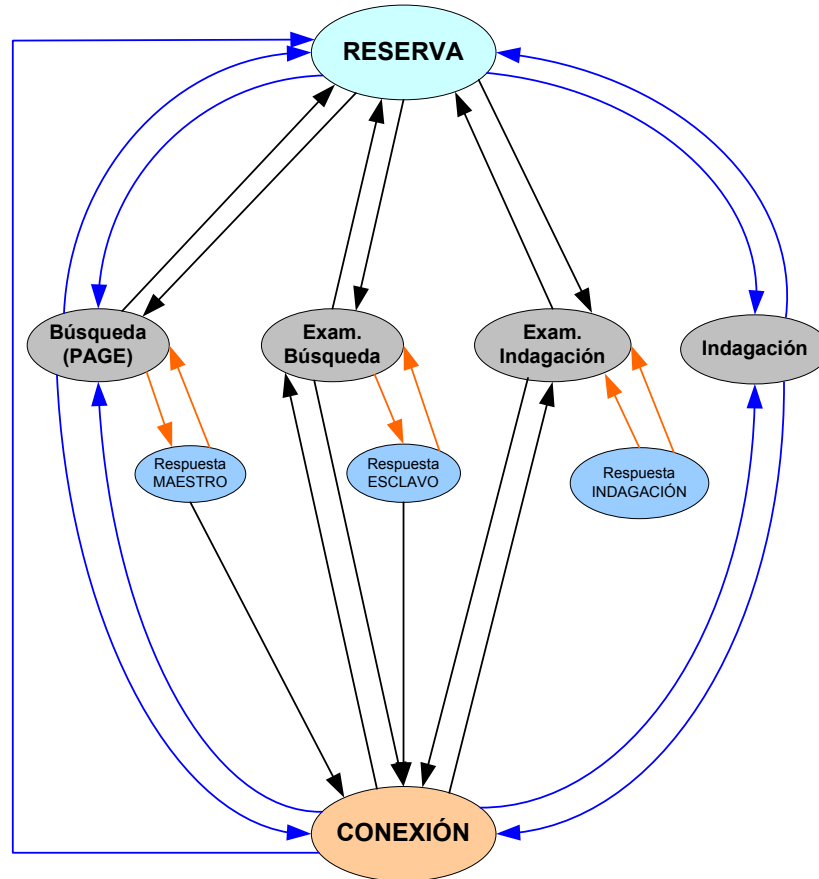 RESERVA
Búsqueda
(PAGE)
Exam.
Búsqueda
Exam.
Indagación
Indagación
Respuesta
MAESTRO
Respuesta
ESCLAVO
Respuesta
INDAGACIÓN
CONEXIÓN